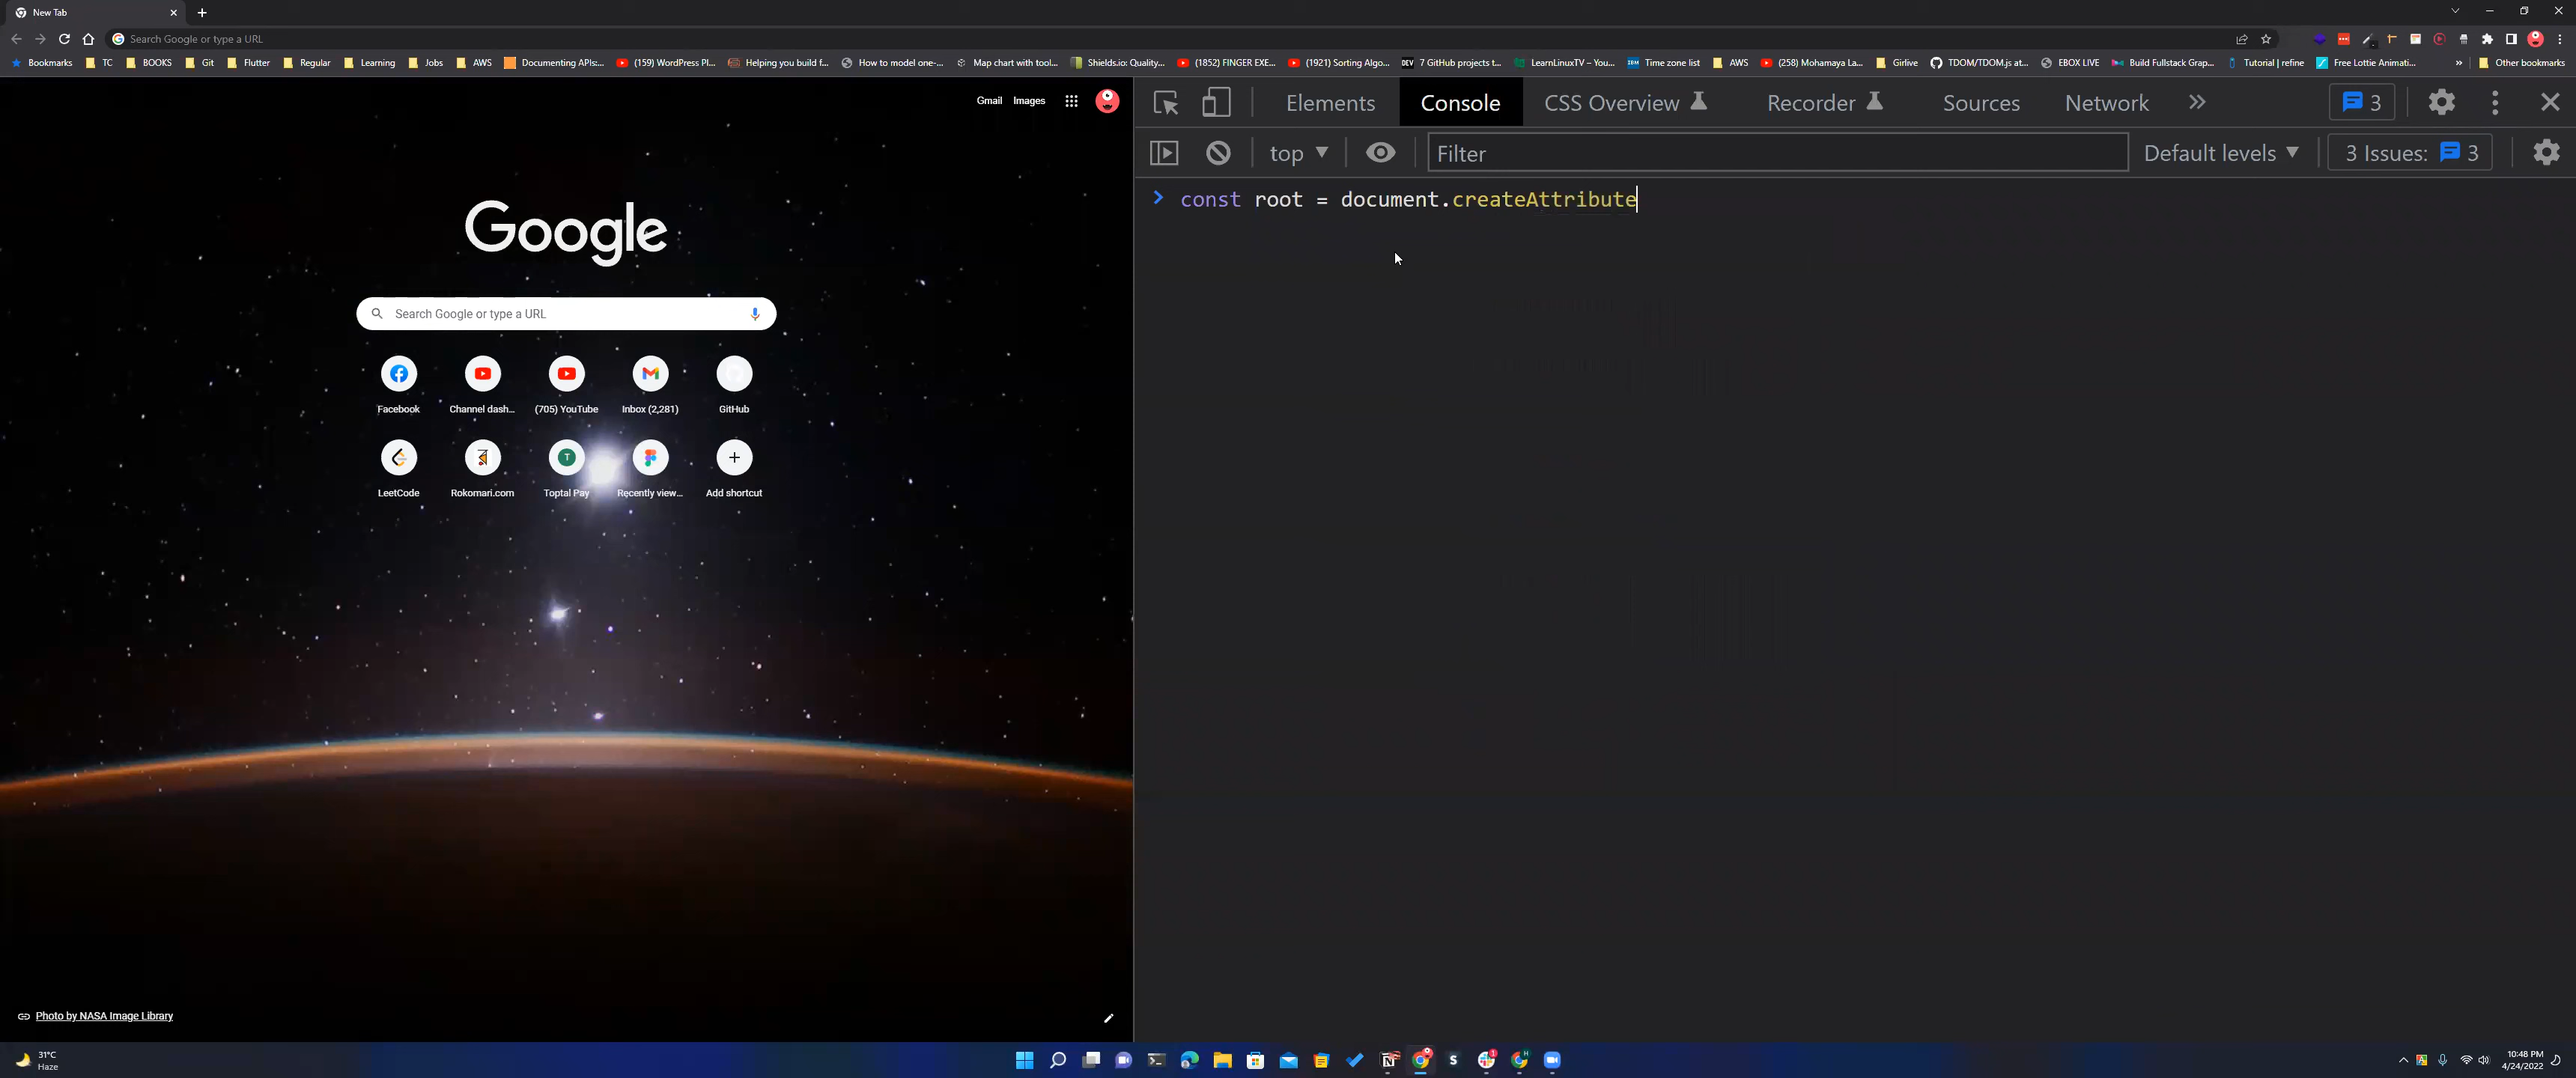 New Tab
Search Google or type a URL
Bookmarks TC BOOKS Git Flutter Regular Learning Jobs AWS Documenting APIs:... (159) WordPress Pl... Helping you build f... How to model one-... Map chart with tool... Shields.io: Quality... (1852) FINGER EXE... (1921) Sorting Algo... DEV 7 GitHub projects t... LearnLinuxTV – You... IBM Time zone list AWS (258) Mohamaya La... Girlive TDOM/TDOM.js at... EBOX LIVE Build Fullstack Grap... Tutorial | refine Free Lottie Animati... » Other bookmarks
Gmail Images
Google
Search Google or type a URL
Facebook Channel dash... (705) YouTube Inbox (2,281) GitHub
T
LeetCode Rokomari.com Toptal Pay Recently view... Add shortcut
Photo by NASA Image Library
Elements Console CSS Overview Recorder Sources Network » 3
top Filter Default levels 3 Issues: 3
const root = document.createAttribute
31°C
Haze
10:48 PM
4/24/2022